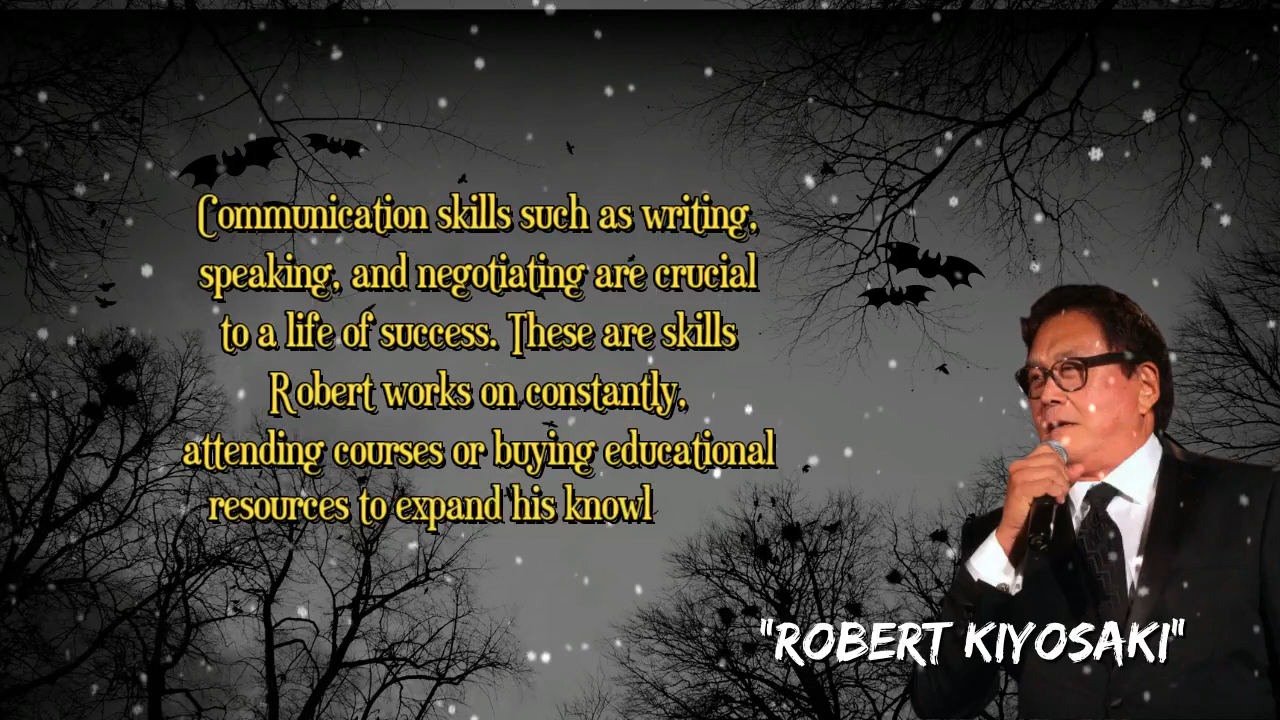 Communication skills such as writing,
speaking, and negotiating are crucial
to a life of success. These are skills
Robert works on constantly,
attending courses or buying educational
resources to expand his knowl
"ROBERT KIYOSAKI"